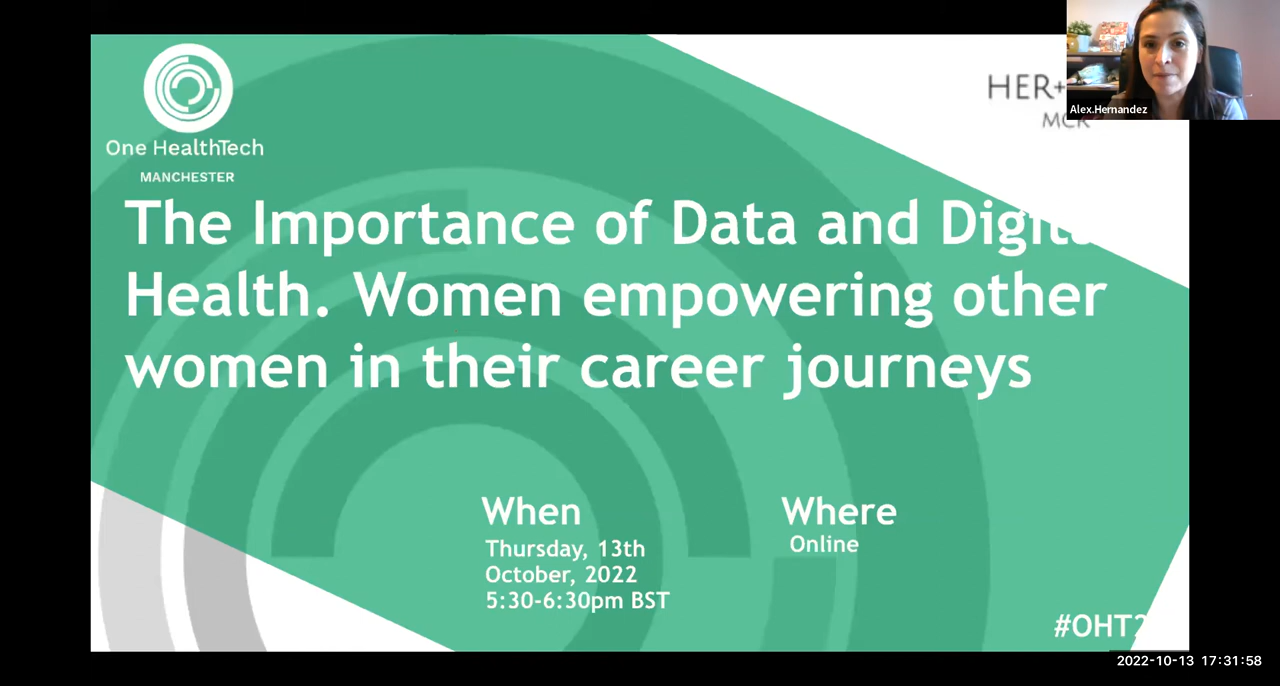 One HealthTech
MANCHESTER
HER+
MCR
Alex.Hernandez
The Importance of Data and Digital
Health. Women empowering other
women in their career journeys
When
Thursday, 13th
October, 2022
5:30-6:30pm BST
Where
Online
#OHT2
2022-10-13 17:31:58